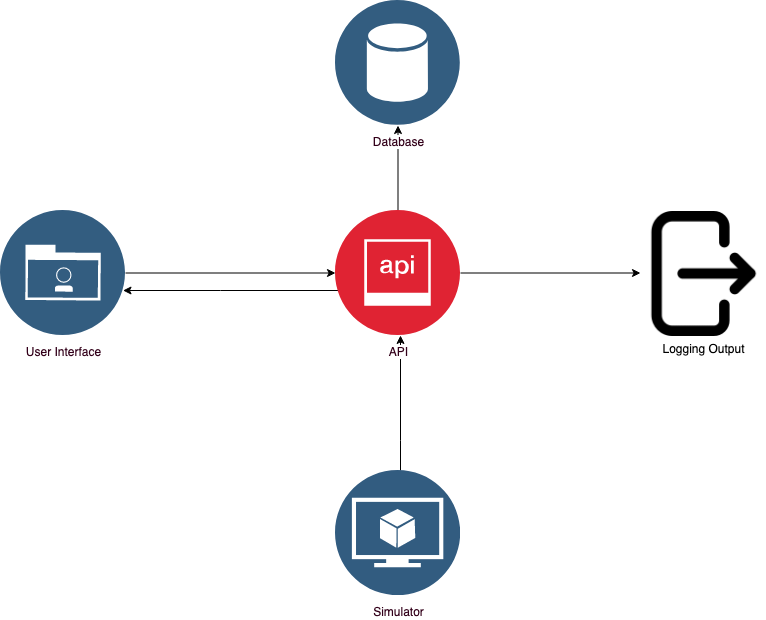 Database
api
User Interface
API
Logging Output
Simulator